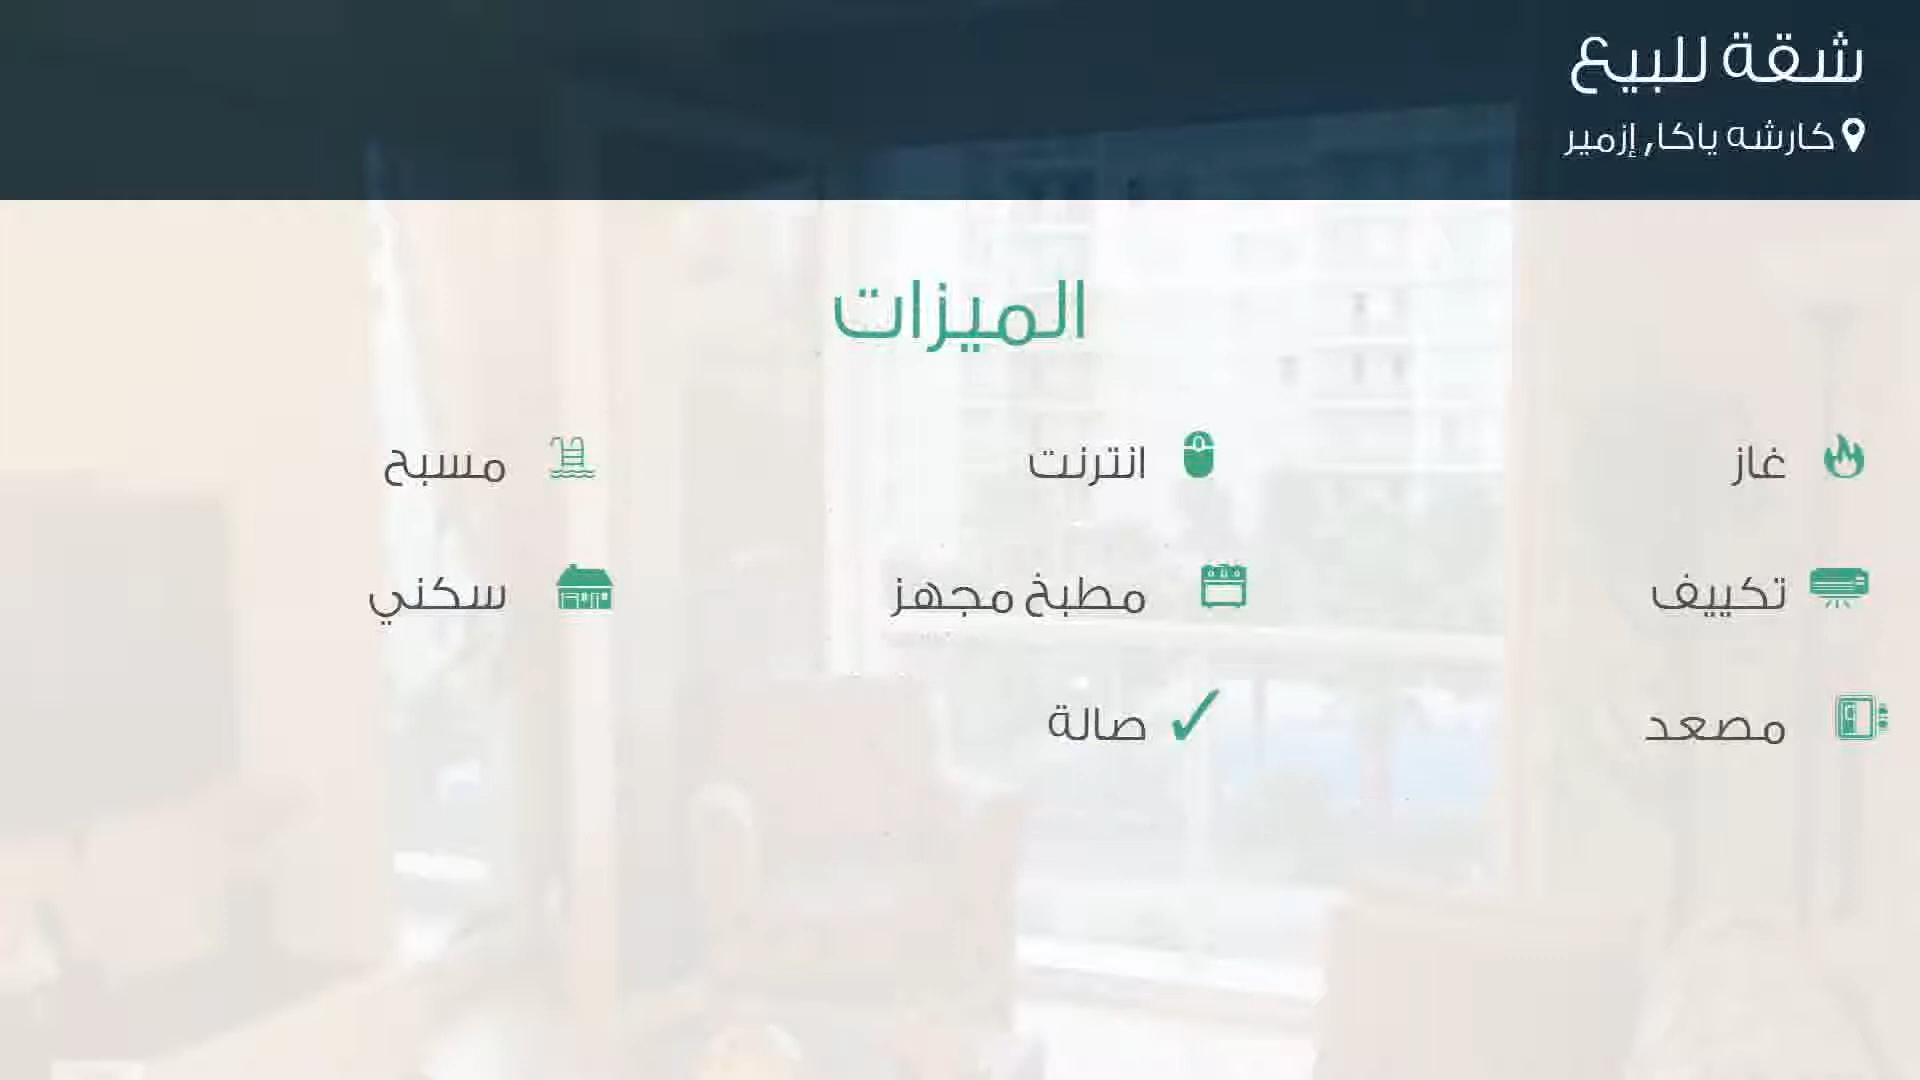 شقة للبيع
كارشه ياكا, إزمير
الميزات
غاز
انترنت
مسبح
تكييف
مطبخ مجهز
سكني
مصعد
صالة